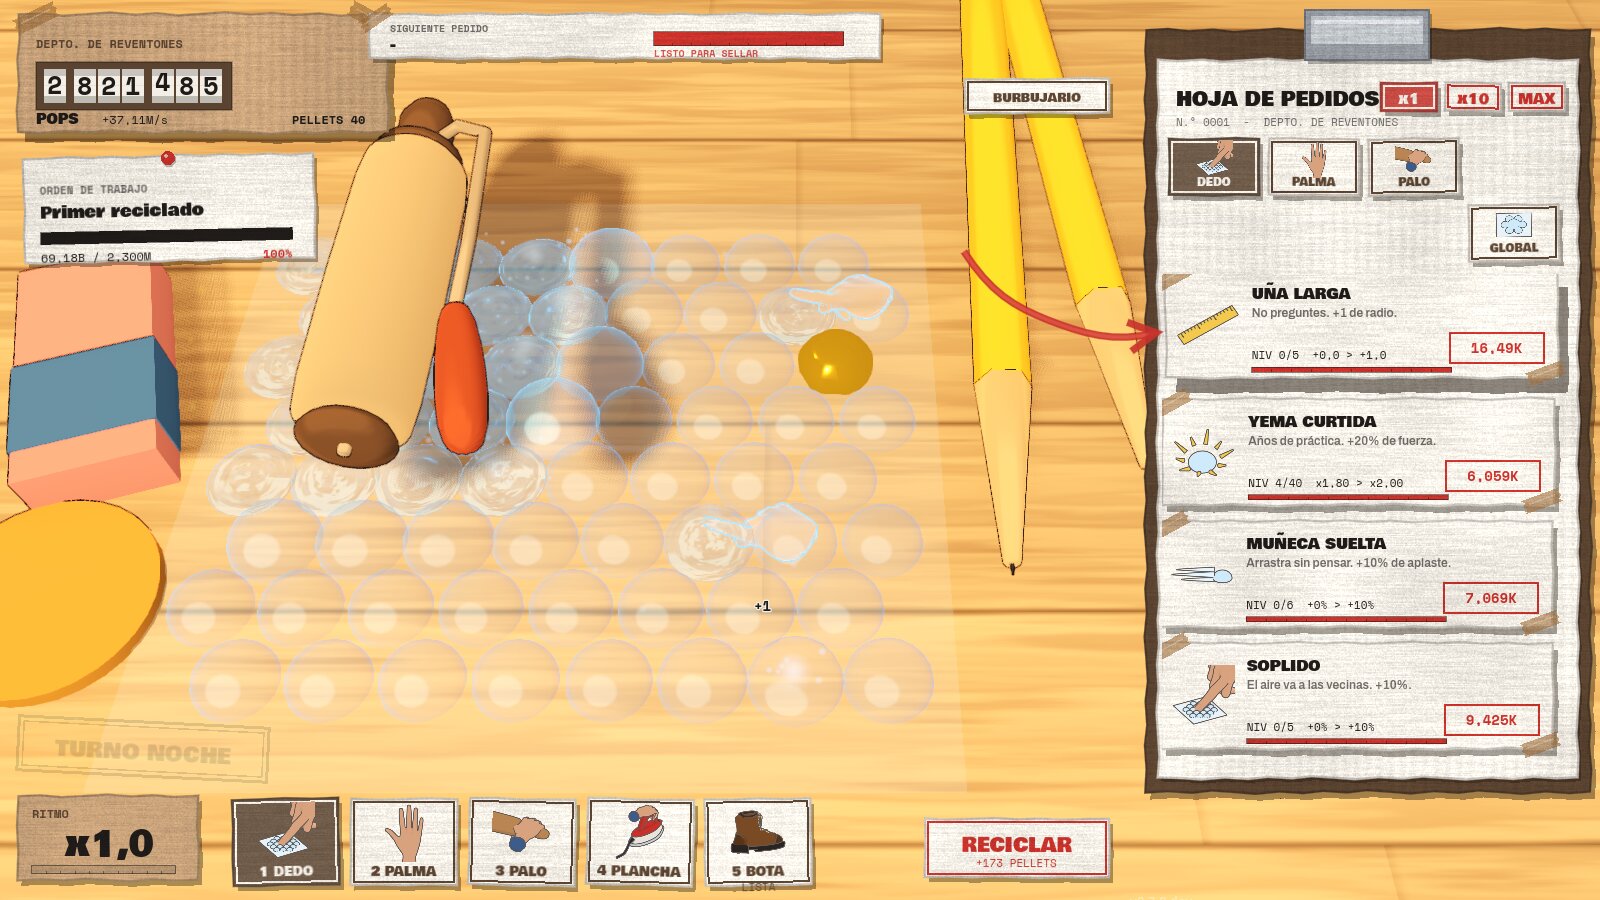 DEPTO. DE REVENTONES
2 821 485
POPS +37,11M/s PELLETS 40
SIGUIENTE PEDIDO
-
LISTO PARA SELLAR
ORDEN DE TRABAJO
Primer reciclado
69,18B / 2,300M 100%
BURBUJARIO
HOJA DE PEDIDOS x1 x10 MAX
N.° 0001 - DEPTO. DE REVENTONES
DEDO PALMA PALO
GLOBAL
UÑA LARGA
No preguntes. +1 de radio.
NIV 0/5 +0,0 > +1,0
16,49K
YEMA CURTIDA
Años de práctica. +20% de fuerza.
NIV 4/40 x1,80 > x2,00
6,059K
MUÑECA SUELTA
Arrastra sin pensar. +10% de aplaste.
NIV 0/6 +0% > +10%
7,069K
SOPLIDO
El aire va a las vecinas. +10%.
NIV 0/5 +0% > +10%
9,425K
+1
TURNO NOCHE
RITMO
x1,0
1 DEDO
2 PALMA
3 PALO
4 PLANCHA
5 BOTA
LISTA
RECICLAR
+173 PELLETS